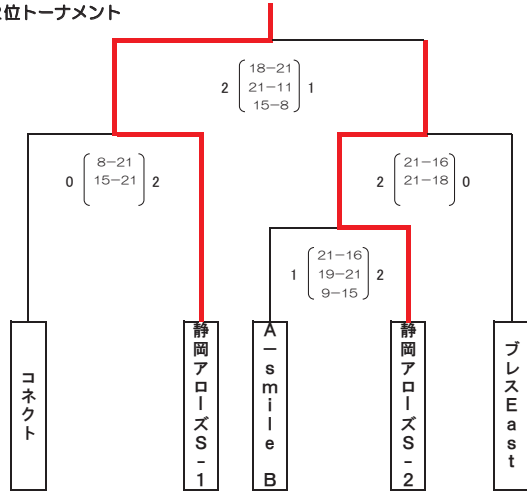 位トーナメント
18-21
2 21-11 1
15-8
8-21
0 15-21 2
21-16
2 21-18 0
21-16
1 19-21 2
9-15
コネクト
静岡アローズS-1
A-smile B
静岡アローズS-2
ブレスEast